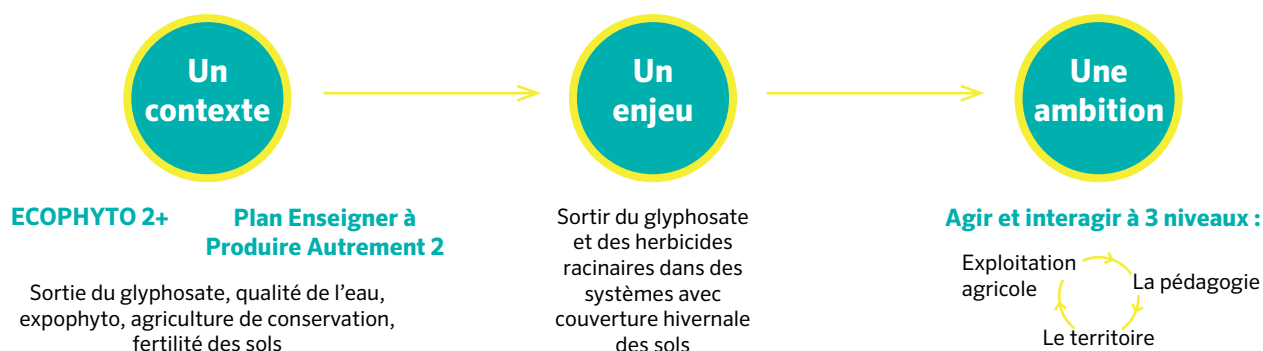 Un
contexte
Un
enjeu
Une
ambition
ECOPHYTO 2+
Plan Enseigner à
Produire Autrement 2
Sortie du glyphosate, qualité de l'eau,
expophyto, agriculture de conservation,
fertilité des sols
Sortir du glyphosate
et des herbicides
racinaires dans des
systèmes avec
couverture hivernale
des sols
Agir et interagir à 3 niveaux :
Exploitation
agricole
La pédagogie
Le territoire